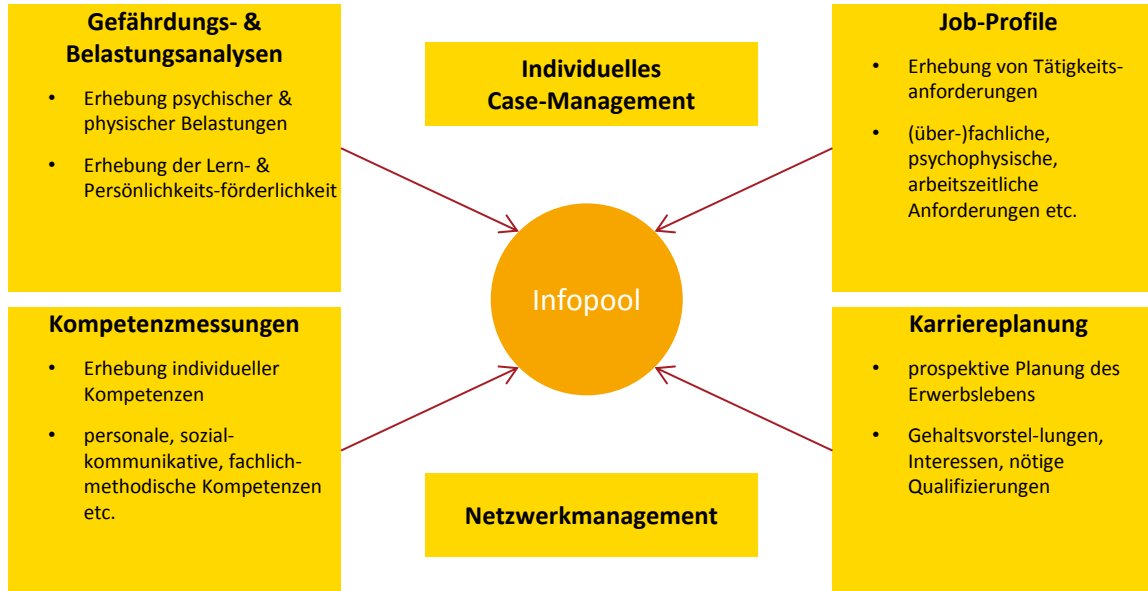 Gefährdungs- &
Belastungsanalysen
• Erhebung psychischer &
physischer Belastungen
• Erhebung der Lern- &
Persönlichkeits-förderlichkeit
Individuelles
Case-Management
Job-Profile
• Erhebung von Tätigkeits-
anforderungen
• (über-)fachliche,
psychophysische,
arbeitszeitliche
Anforderungen etc.
Infopool
Kompetenzmessungen
• Erhebung individueller
Kompetenzen
• personale, sozial-
kommunikative, fachlich-
methodische Kompetenzen
etc.
Netzwerkmanagement
Karriereplanung
• prospektive Planung des
Erwerbslebens
• Gehaltsvorstel-lungen,
Interessen, nötige
Qualifizierungen